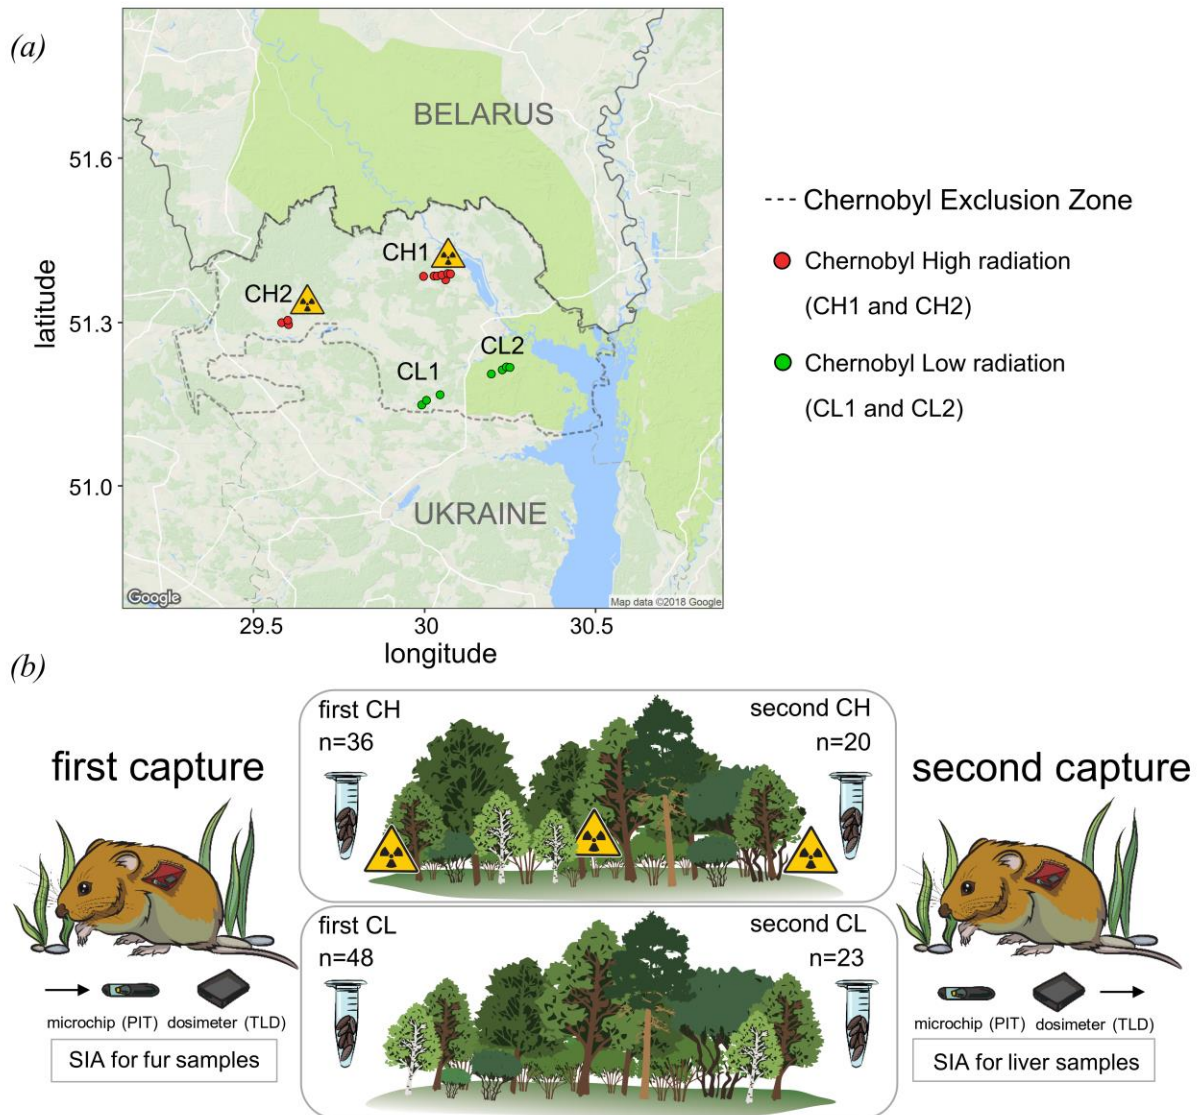 (a)
BELARUS
51.6
51.3
51.0
latitude
CH1
CH2
CL2
CL1
UKRAINE
Google
Map data ©2018 Google
29.5
30
30.5
longitude
Chernobyl Exclusion Zone
Chernobyl High radiation
(CH1 and CH2)
Chernobyl Low radiation
(CL1 and CL2)
(b)
first capture
microchip (PIT)
dosimeter (TLD)
SIA for fur samples
first CH
n=36
second CH
n=20
first CL
n=48
second CL
n=23
second capture
microchip (PIT)
dosimeter (TLD)
SIA for liver samples